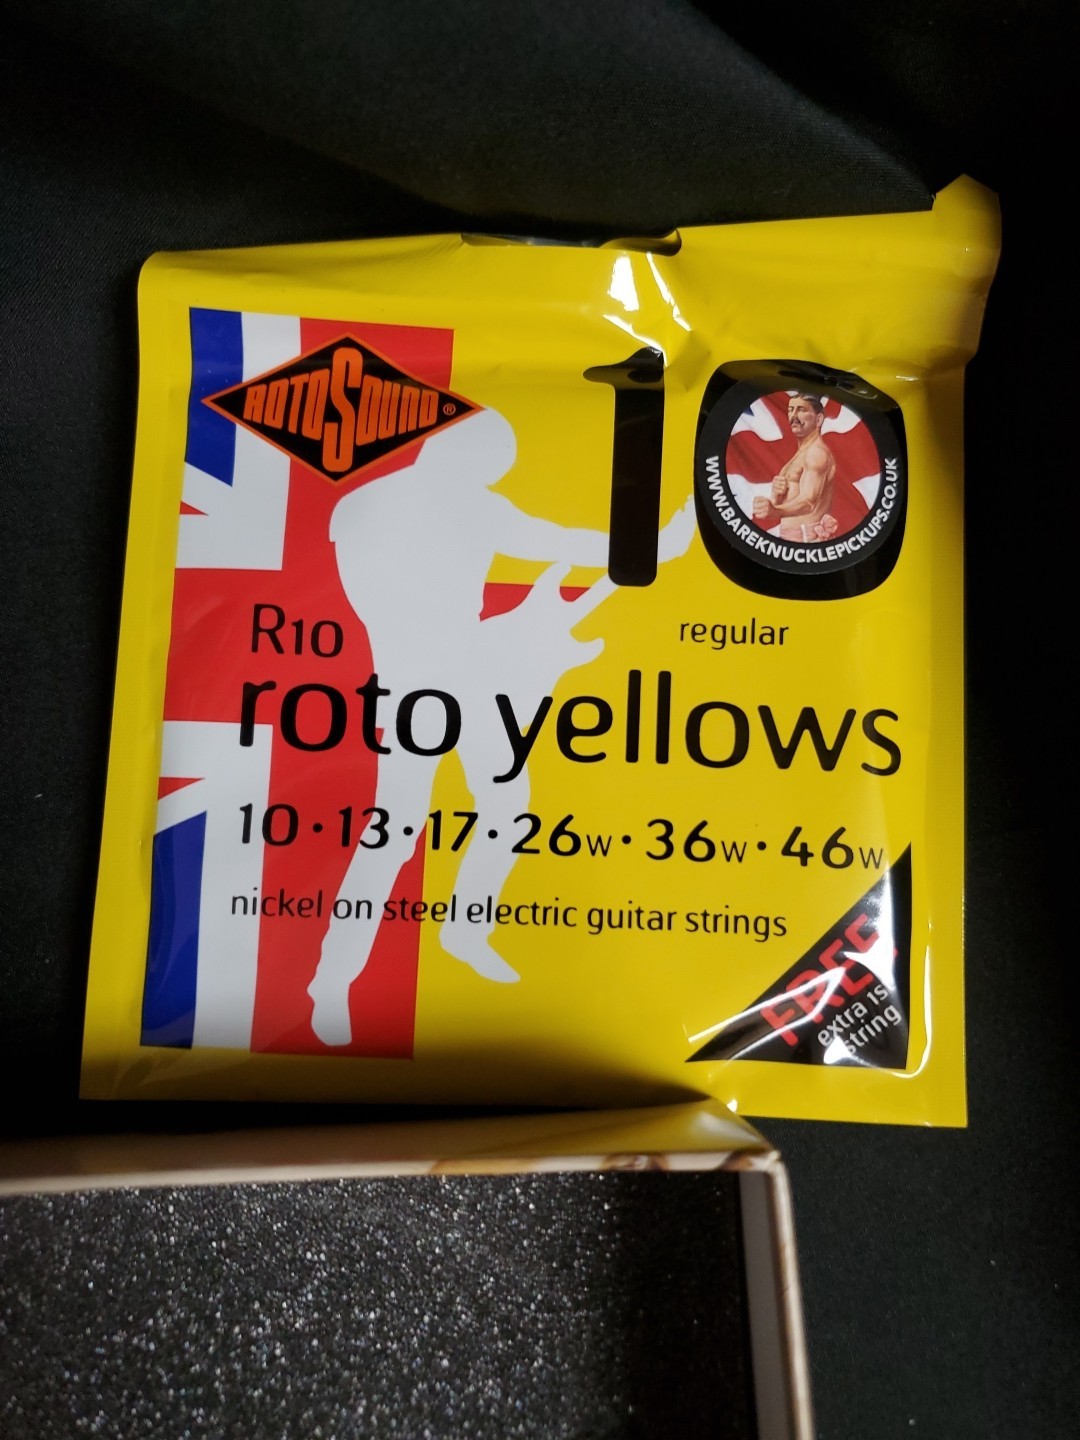 ROTOSOUND®
10
WWW.BAREKNUCKLEPICKUPS.CO.UK
R10
regular
roto yellows
10·13·17·26w·36w·46w
nickel on steel electric guitar strings
FREE
extra 1st
string